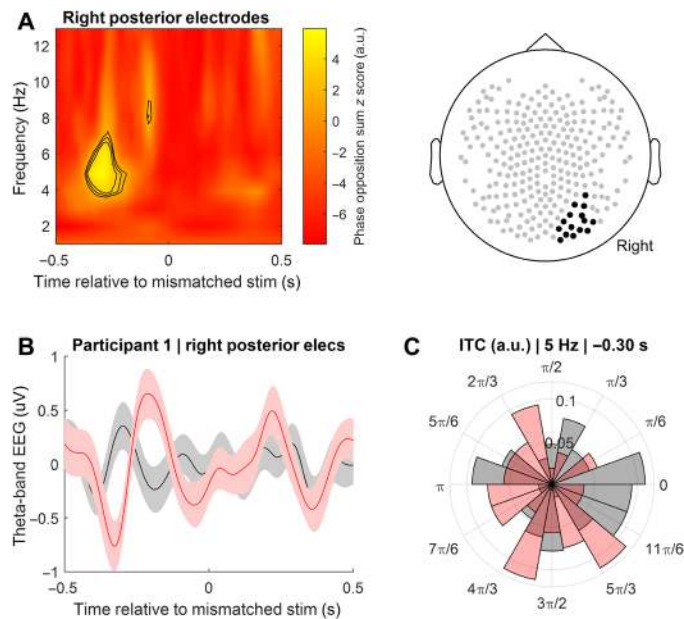 A
Right posterior electrodes
12
10
8
6
4
2
Frequency (Hz)
−0.5
0
0.5
Time relative to mismatched stim (s)
4
2
0
−2
−4
−6
Phase opposition sum z score (a.u.)
Right
B
Participant 1 | right posterior elecs
1
0.5
0
−0.5
−1
Theta-band EEG (uV)
−0.5
0
0.5
Time relative to mismatched stim (s)
C
ITC (a.u.) | 5 Hz | −0.30 s
π/2
2π/3
π/3
0.1
5π/6
π/6
0.05
π
0
7π/6
11π/6
4π/3
5π/3
3π/2